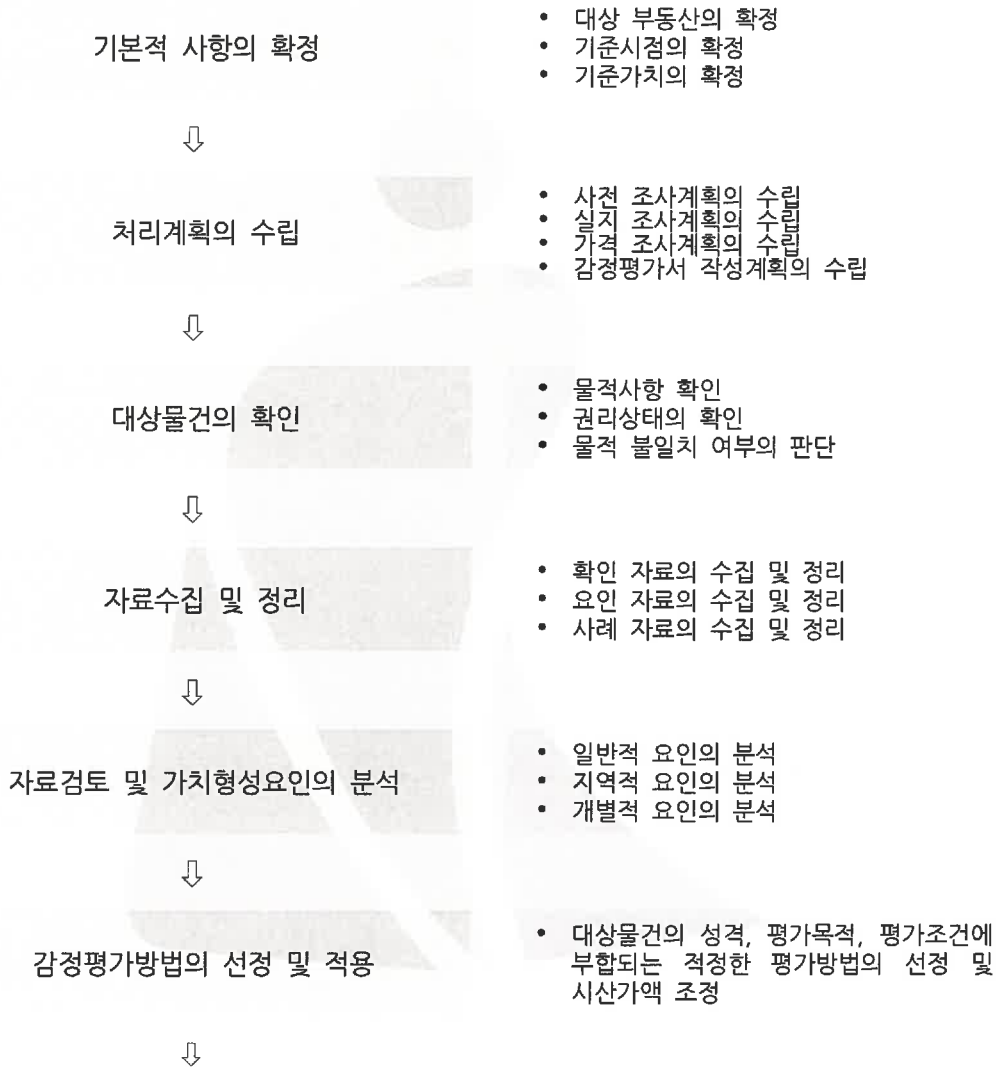 기본적 사항의 확정
• 대상 부동산의 확정
• 기준시점의 확정
• 기준가치의 확정
⇩
처리계획의 수립
• 사전 조사계획의 수립
• 실지 조사계획의 수립
• 가격 조사계획의 수립
• 감정평가서 작성계획의 수립
⇩
대상물건의 확인
• 물적사항 확인
• 권리상태의 확인
• 물적 불일치 여부의 판단
⇩
자료수집 및 정리
• 확인 자료의 수집 및 정리
• 요인 자료의 수집 및 정리
• 사례 자료의 수집 및 정리
⇩
자료검토 및 가치형성요인의 분석
• 일반적 요인의 분석
• 지역적 요인의 분석
• 개별적 요인의 분석
⇩
감정평가방법의 선정 및 적용
• 대상물건의 성격, 평가목적, 평가조건에
부합되는 적정한 평가방법의 선정 및
시산가액 조정
⇩